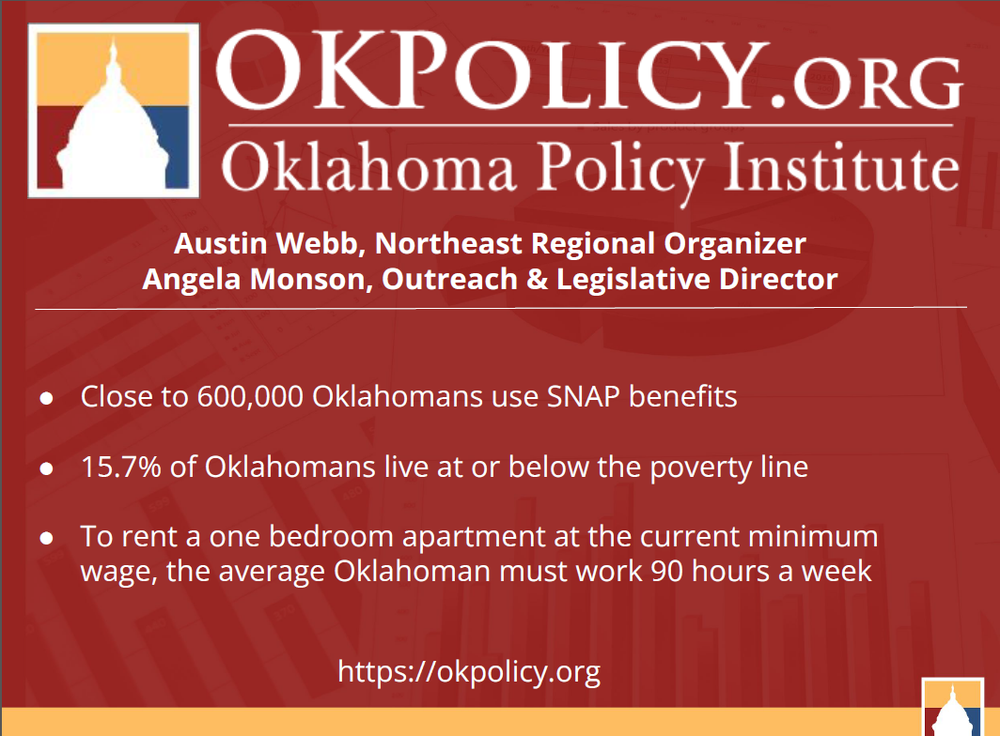 OKPOLICY.ORG
Oklahoma Policy Institute
Austin Webb, Northeast Regional Organizer
Angela Monson, Outreach & Legislative Director
● Close to 600,000 Oklahomans use SNAP benefits
● 15.7% of Oklahomans live at or below the poverty line
● To rent a one bedroom apartment at the current minimum
wage, the average Oklahoman must work 90 hours a week
https://okpolicy.org